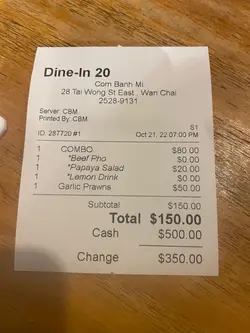 Dine-In 20
Com Banh Mi
28 Tai Wong St East , Wan Chai
2528-9131
Server: CBM
Printed By: CBM
S1
ID. 287720 #1 Oct 21, 22 07:00 PM
1 COMBO $80.00
1 *Beef Pho $0.00
1 *Papaya Salad $20.00
1 *Lemon Drink $0.00
1 Garlic Prawns $50.00
Subtotal $150.00
Total $150.00
Cash $500.00
Change $350.00